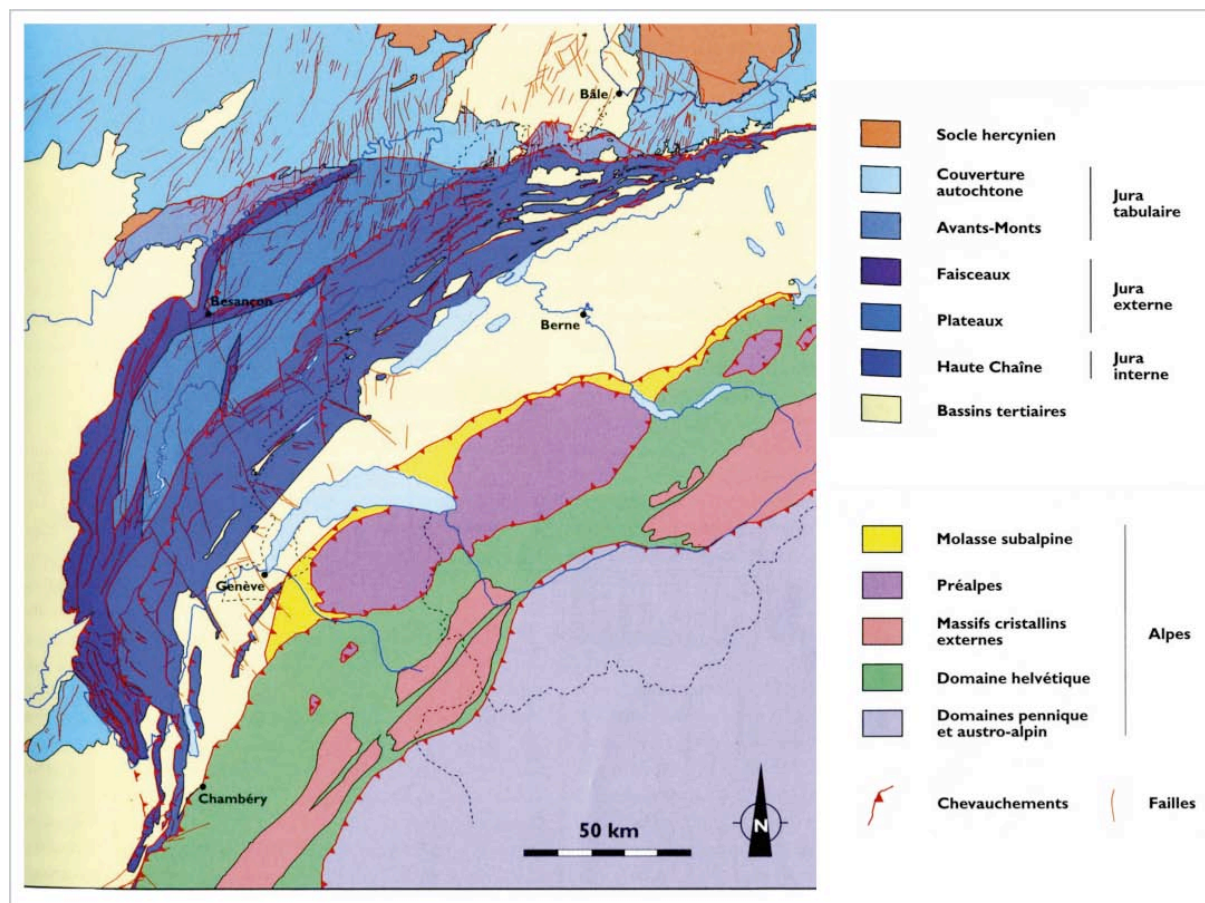 Bâle
Besançon
Berne
Genève
Chambéry
50 km
N
Socle hercynien
Couverture
autochtone
Jura
tabulaire
Avants-Monts
Faisceaux
Jura
externe
Plateaux
Haute Chaîne
Jura
interne
Bassins tertiaires
Molasse subalpine
Préalpes
Massifs cristallins
externes
Alpes
Domaine helvétique
Domaines pennique
et austro-alpin
Chevauchements
Failles